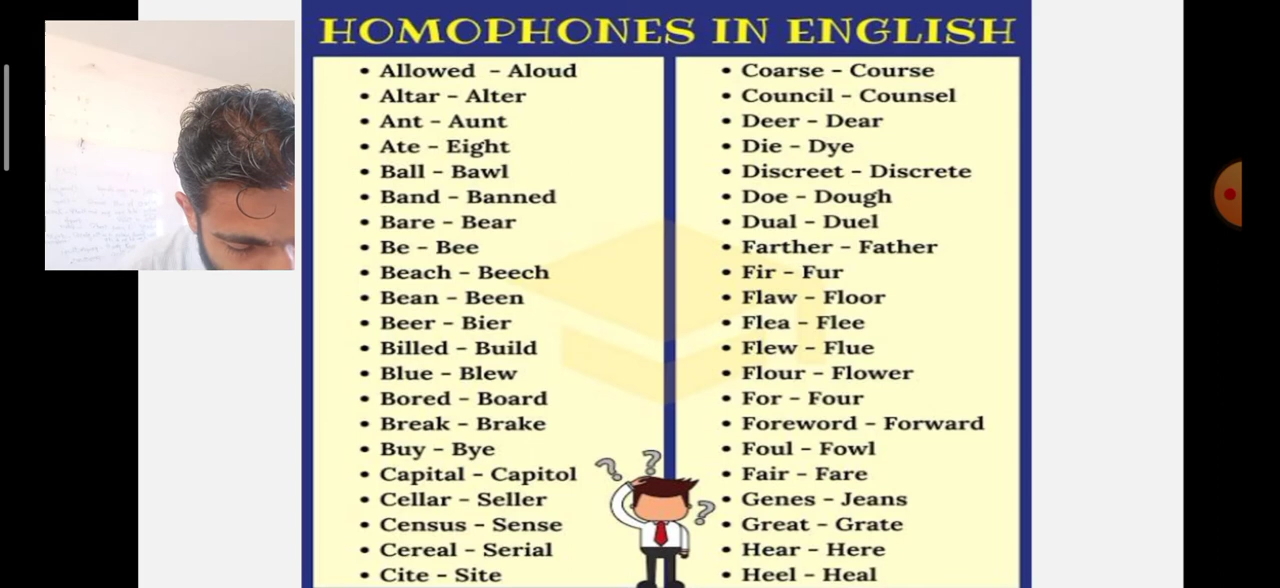 HOMOPHONES IN ENGLISH
• Allowed – Aloud
• Altar – Alter
• Ant – Aunt
• Ate – Eight
• Ball – Bawl
• Band – Banned
• Bare – Bear
• Be – Bee
• Beach – Beech
• Bean – Been
• Beer – Bier
• Billed – Build
• Blue – Blew
• Bored – Board
• Break – Brake
• Buy – Bye
• Capital – Capitol
• Cellar – Seller
• Census – Sense
• Cereal – Serial
• Cite – Site
• Coarse – Course
• Council – Counsel
• Deer – Dear
• Die – Dye
• Discreet – Discrete
• Doe – Dough
• Dual – Duel
• Farther – Father
• Fir – Fur
• Flaw – Floor
• Flea – Flee
• Flew – Flue
• Flour – Flower
• For – Four
• Foreword – Forward
• Foul – Fowl
• Fair – Fare
• Genes – Jeans
• Great – Grate
• Hear – Here
• Heel – Heal